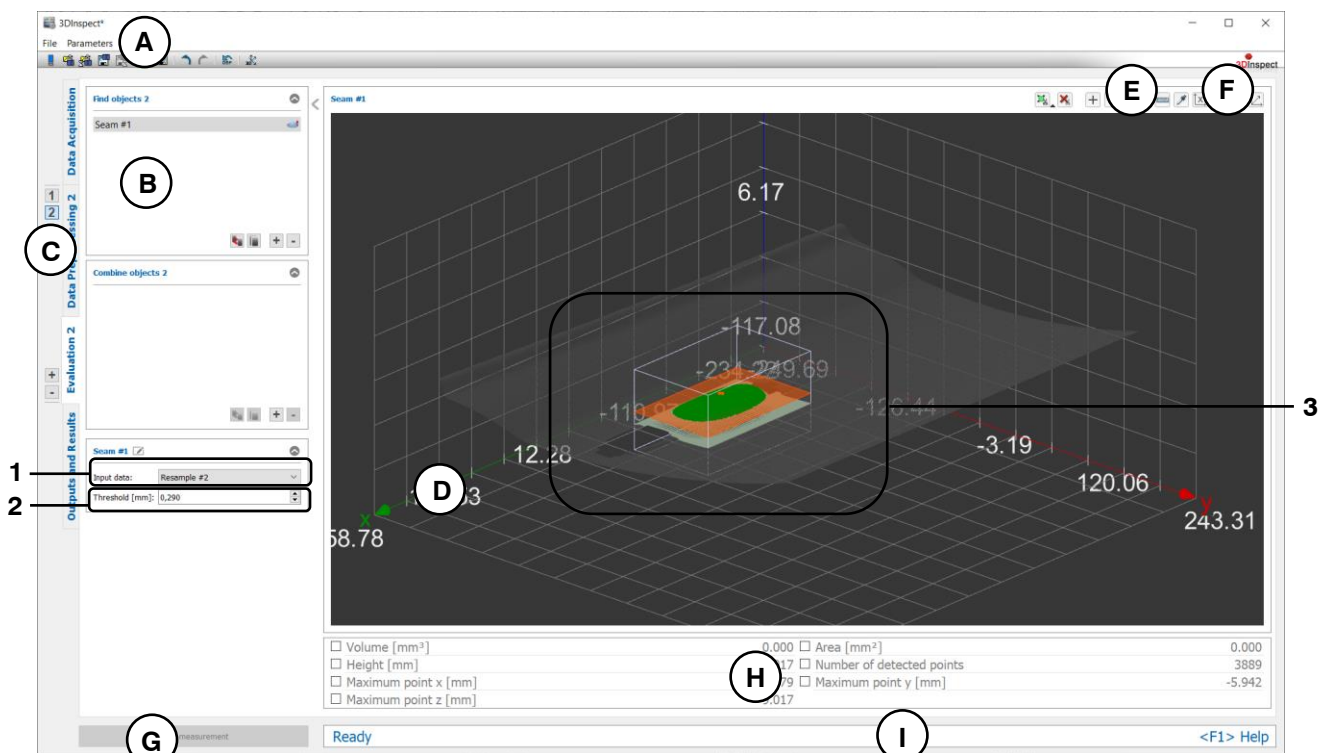 3DInspect*
File Parameters
A
3DInspect
Data Acquisition
Evaluation 2
Outputs and Results
1
2
C
+
-
Find objects 2
Seam #1
B
+ -
Combine objects 2
+ -
Seam #1
1
Input data: Resample #2
2
Threshold [mm]: 0,290
Seam #1
E
F
6.17
-117.08
-126.44
12.28
-3.19
120.06
243.31
58.78
x
y
D
3
Volume [mm³] 0.000
Area [mm²] 0.000
Height [mm]
Number of detected points 3889
Maximum point x [mm]
Maximum point y [mm] -5.942
Maximum point z [mm]
H
G
measurement
Ready
I
<F1> Help